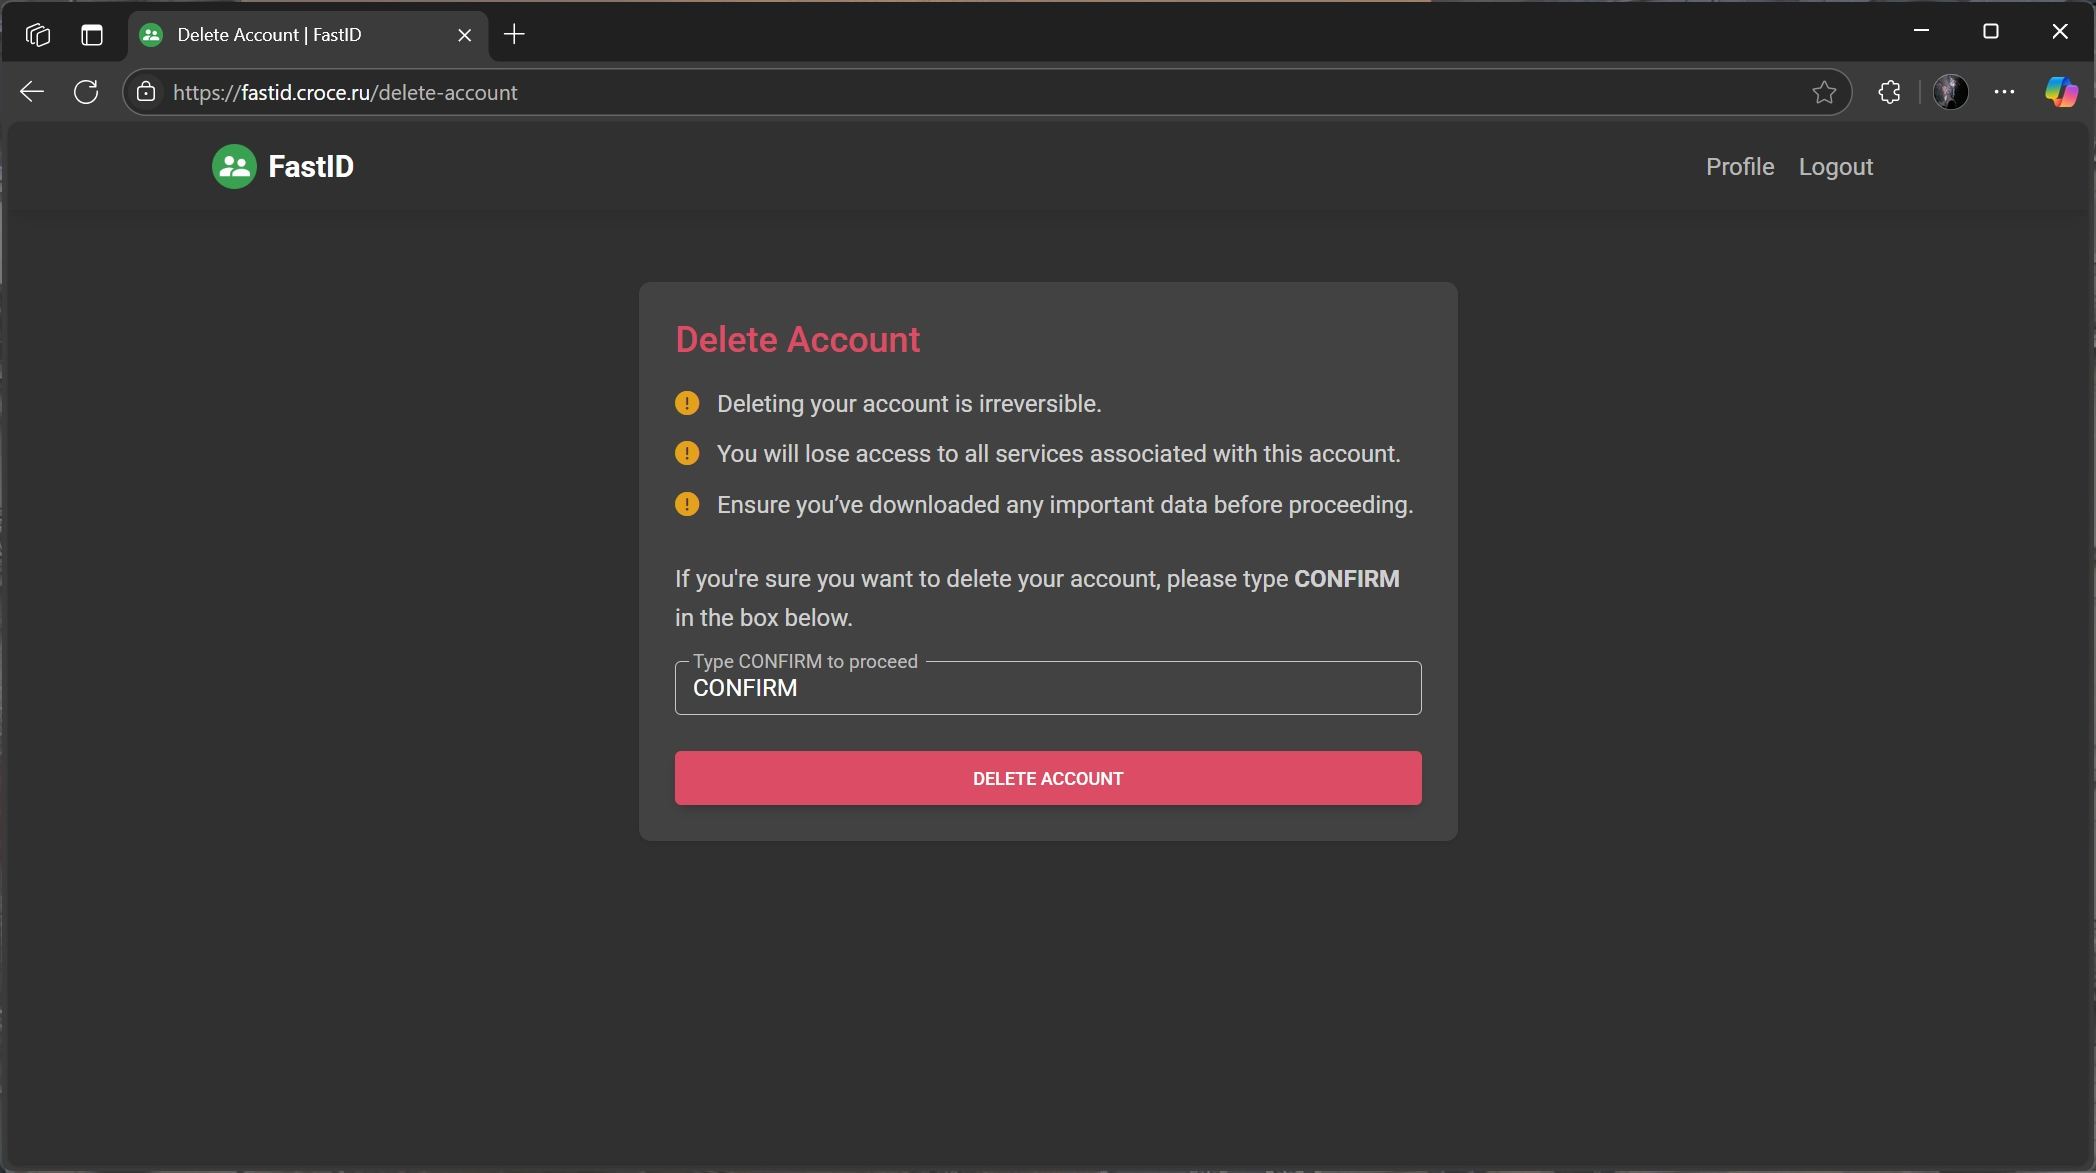 Delete Account | FastID
https://fastid.croce.ru/delete-account
FastID
Profile
Logout
Delete Account
Deleting your account is irreversible.
You will lose access to all services associated with this account.
Ensure you’ve downloaded any important data before proceeding.
If you're sure you want to delete your account, please type CONFIRM
in the box below.
Type CONFIRM to proceed
CONFIRM
DELETE ACCOUNT